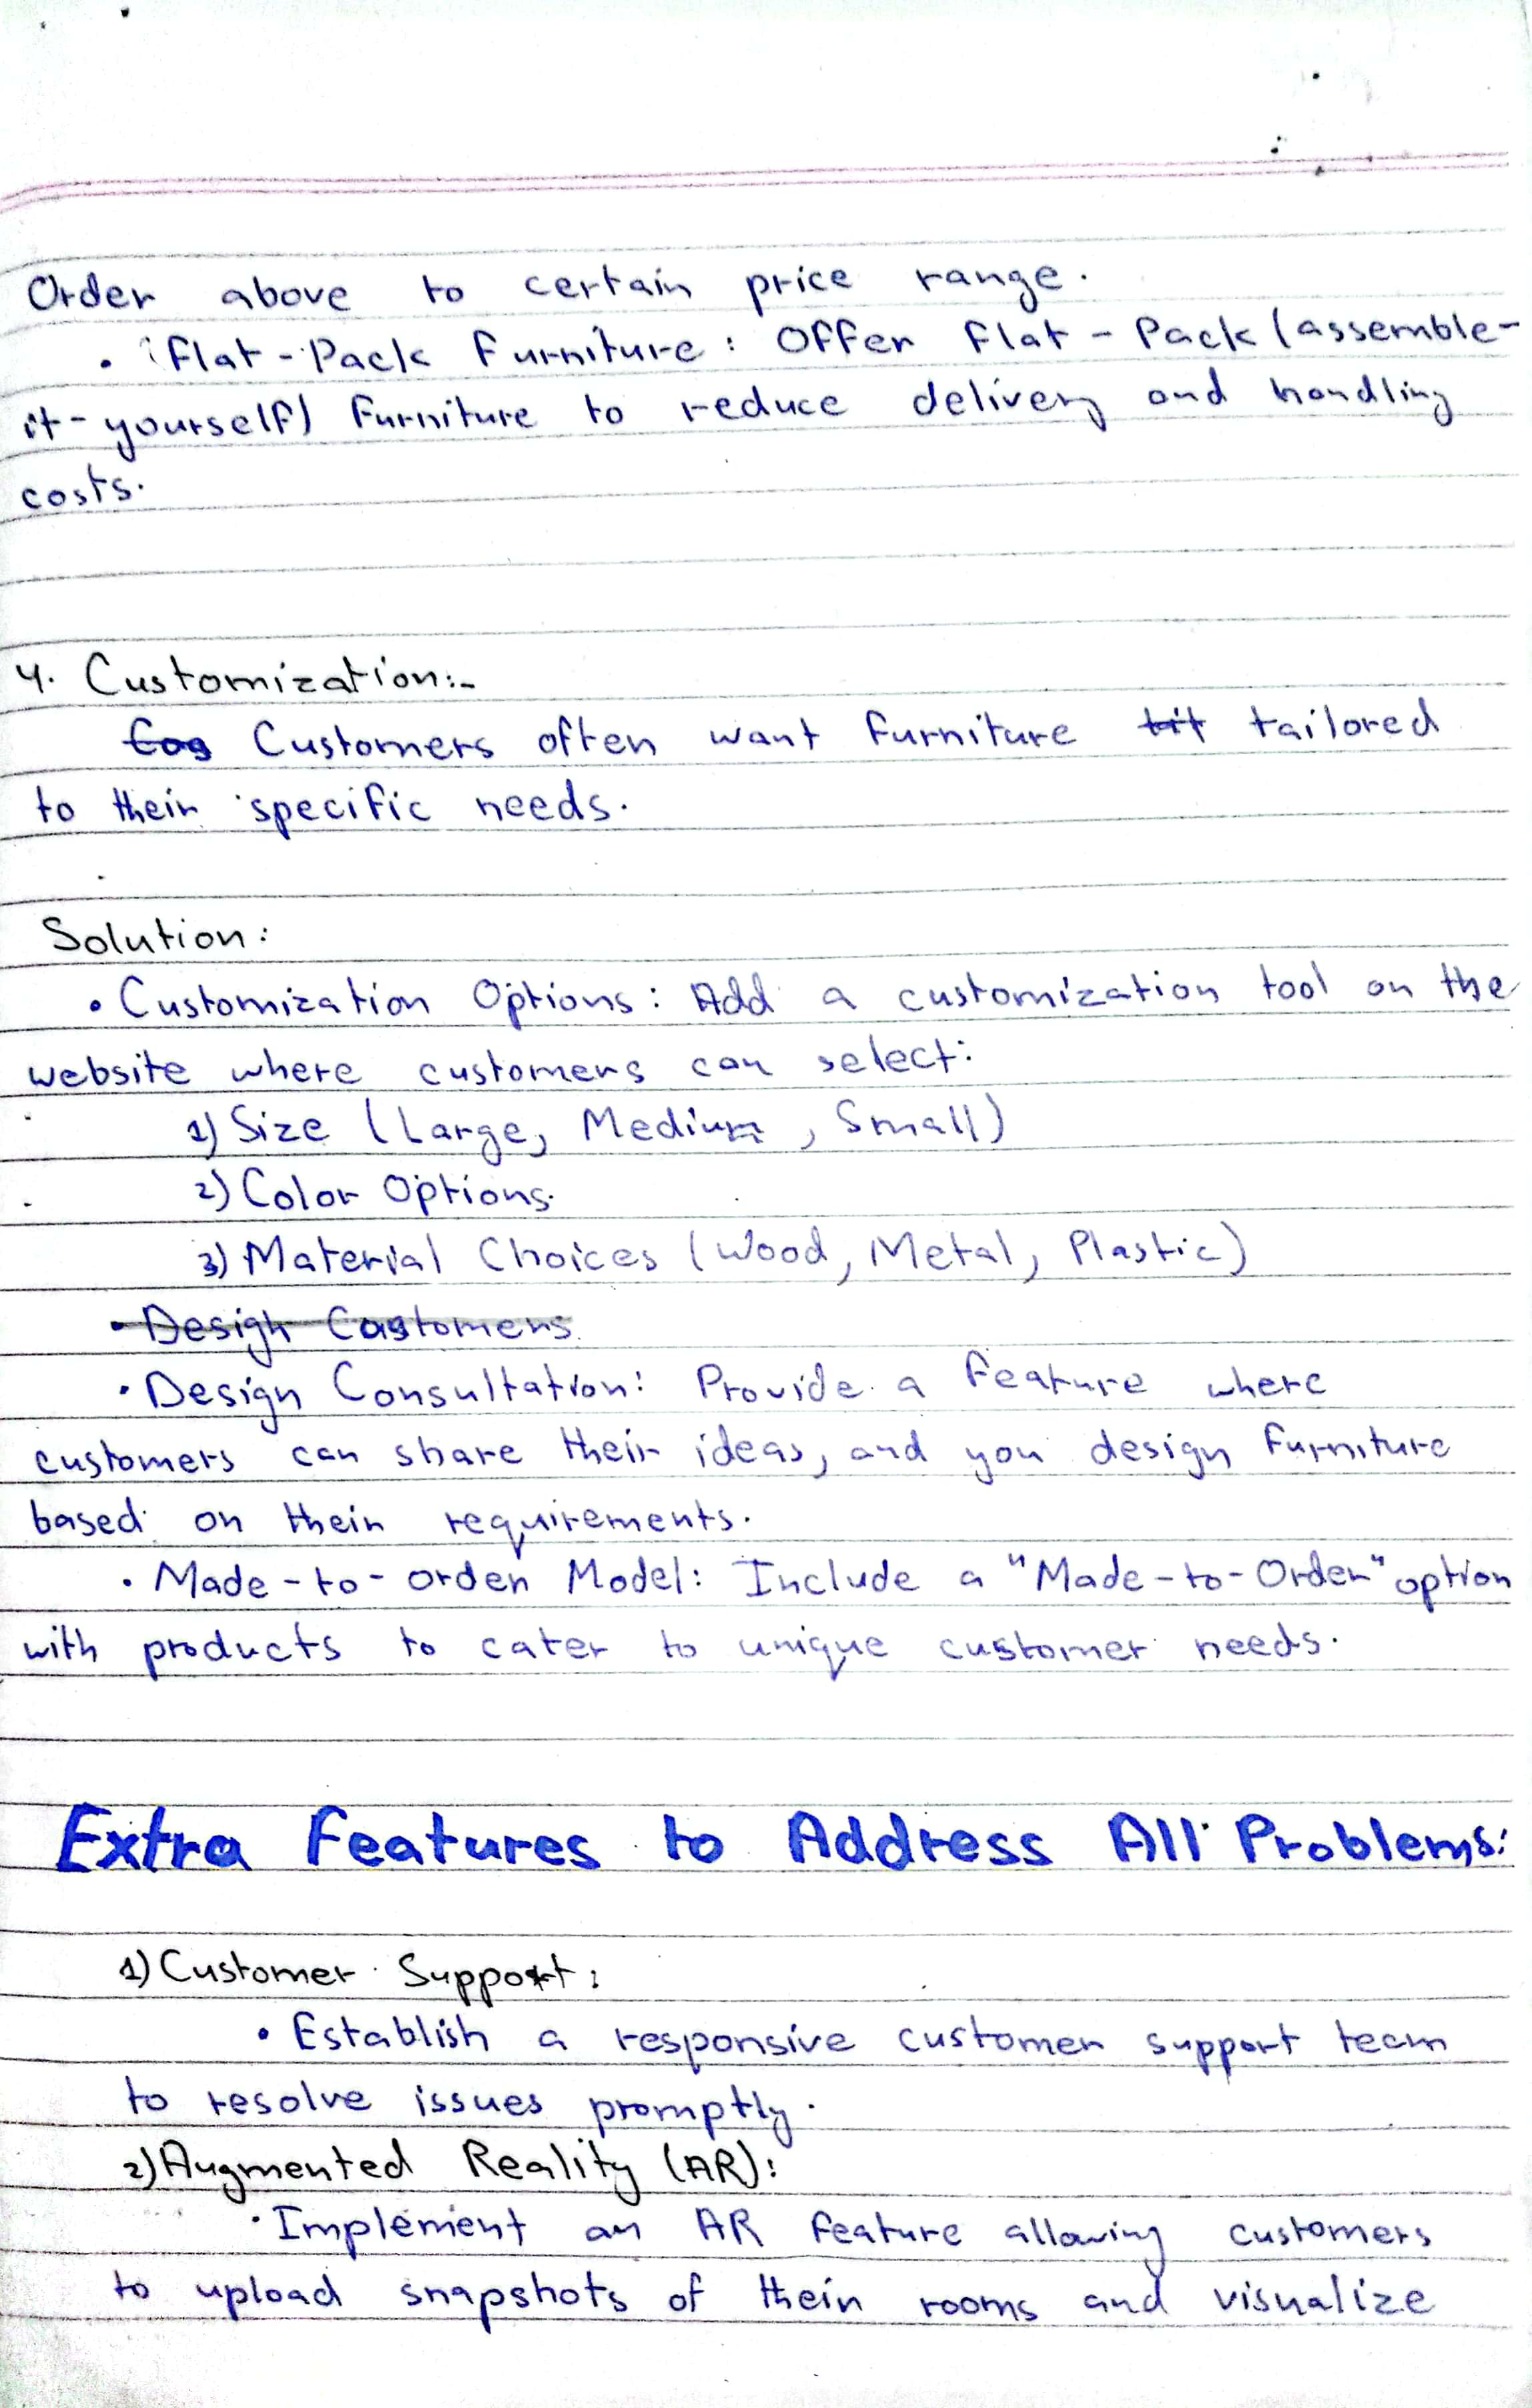 Order above to certain price range.
• Flat-Pack Furniture: Offer Flat-Pack (assemble-
it-yourself) Furniture to reduce delivery and handling
costs.
4. Customization:-
Cos Customers often want furniture tit tailored
to their specific needs.
Solution:
• Customization Options: Add a customization tool on the
website where customers can select:
1) Size (Large, Medium, Small)
2) Color Options.
3) Material Choices (Wood, Metal, Plastic)
• Design Customers
• Design Consultation: Provide a feature where
customers can share their ideas, and you design furniture
based on their requirements.
• Made-to-order Model: Include a "Made-to-Order" option
with products to cater to unique customer needs.
Extra Features to Address All Problems:
1) Customer Support:
• Establish a responsive customer support team
to resolve issues promptly.
2) Augmented Reality (AR):
• Implement an AR feature allowing customers
to upload snapshots of their rooms and visualize